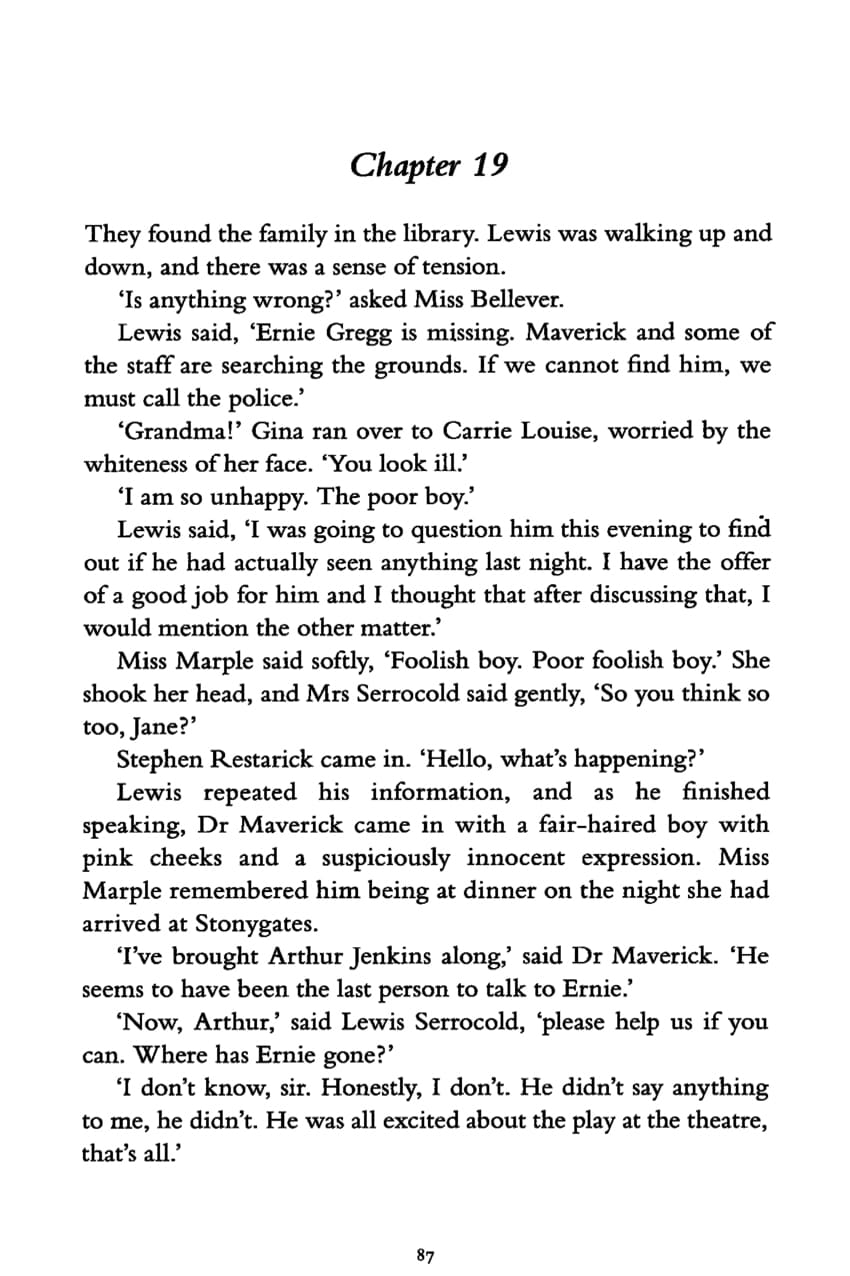 Chapter 19
They found the family in the library. Lewis was walking up and
down, and there was a sense of tension.
‘Is anything wrong?’ asked Miss Bellever.
Lewis said, ‘Ernie Gregg is missing. Maverick and some of
the staff are searching the grounds. If we cannot find him, we
must call the police.’
‘Grandma!’ Gina ran over to Carrie Louise, worried by the
whiteness of her face. ‘You look ill.’
‘I am so unhappy. The poor boy.’
Lewis said, ‘I was going to question him this evening to find
out if he had actually seen anything last night. I have the offer
of a good job for him and I thought that after discussing that, I
would mention the other matter.’
Miss Marple said softly, ‘Foolish boy. Poor foolish boy.’ She
shook her head, and Mrs Serrocold said gently, ‘So you think so
too, Jane?’
Stephen Restarick came in. ‘Hello, what’s happening?’
Lewis repeated his information, and as he finished
speaking, Dr Maverick came in with a fair-haired boy with
pink cheeks and a suspiciously innocent expression. Miss
Marple remembered him being at dinner on the night she had
arrived at Stonygates.
‘I’ve brought Arthur Jenkins along,’ said Dr Maverick. ‘He
seems to have been the last person to talk to Ernie.’
‘Now, Arthur,’ said Lewis Serrocold, ‘please help us if you
can. Where has Ernie gone?’
‘I don’t know, sir. Honestly, I don’t. He didn’t say anything
to me, he didn’t. He was all excited about the play at the theatre,
that’s all.’
87